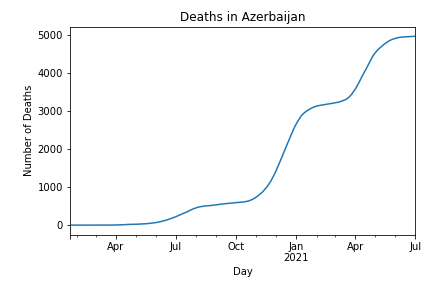 Deaths in Azerbaijan
Number of Deaths
5000
4000
3000
2000
1000
0
Apr
Jul
Oct
Jan
2021
Apr
Jul
Day